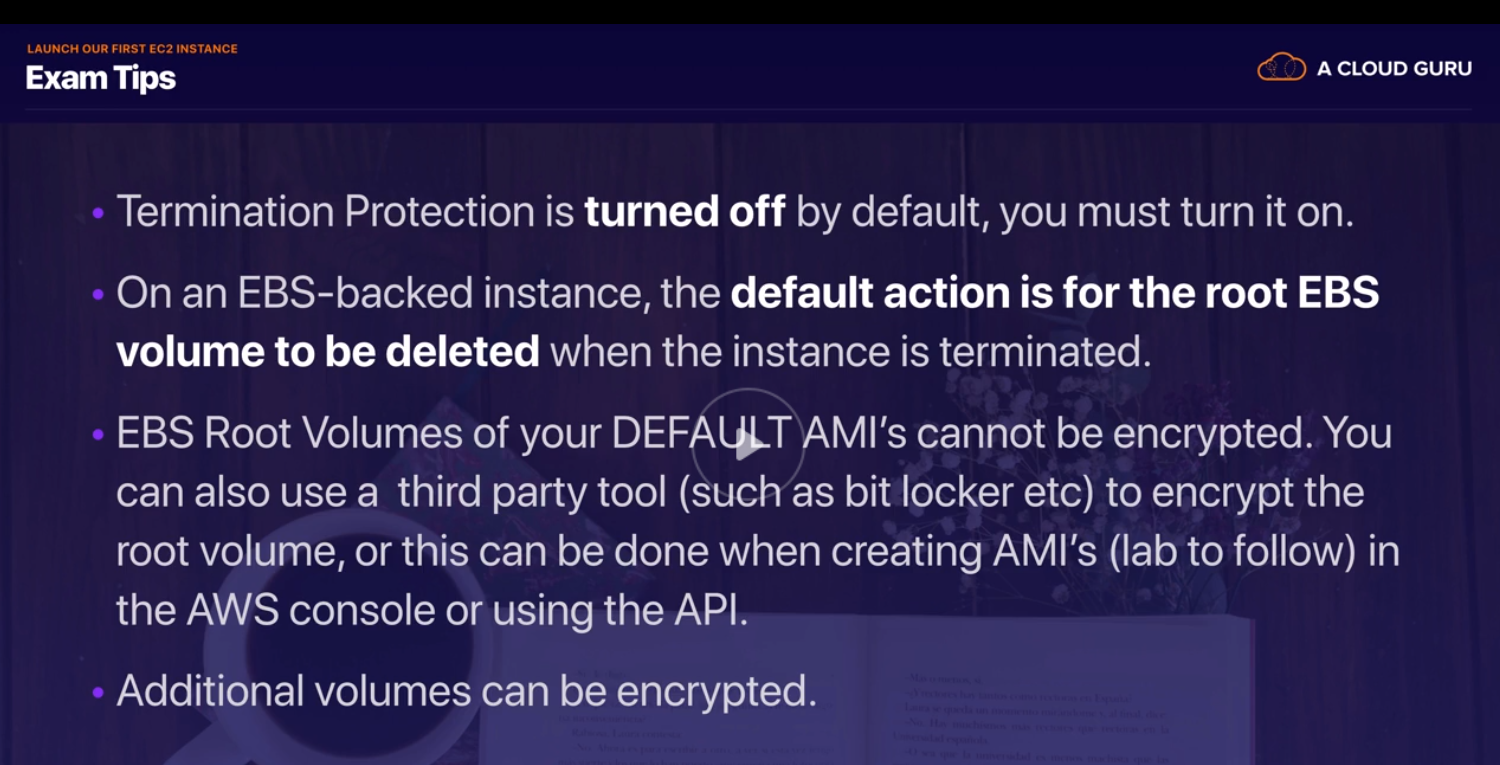 LAUNCH OUR FIRST EC2 INSTANCE
Exam Tips
A CLOUD GURU
• Termination Protection is turned off by default, you must turn it on.
• On an EBS-backed instance, the default action is for the root EBS
volume to be deleted when the instance is terminated.
• EBS Root Volumes of your DEFAULT AMI's cannot be encrypted. You
can also use a third party tool (such as bit locker etc) to encrypt the
root volume, or this can be done when creating AMI's (lab to follow) in
the AWS console or using the API.
• Additional volumes can be encrypted.